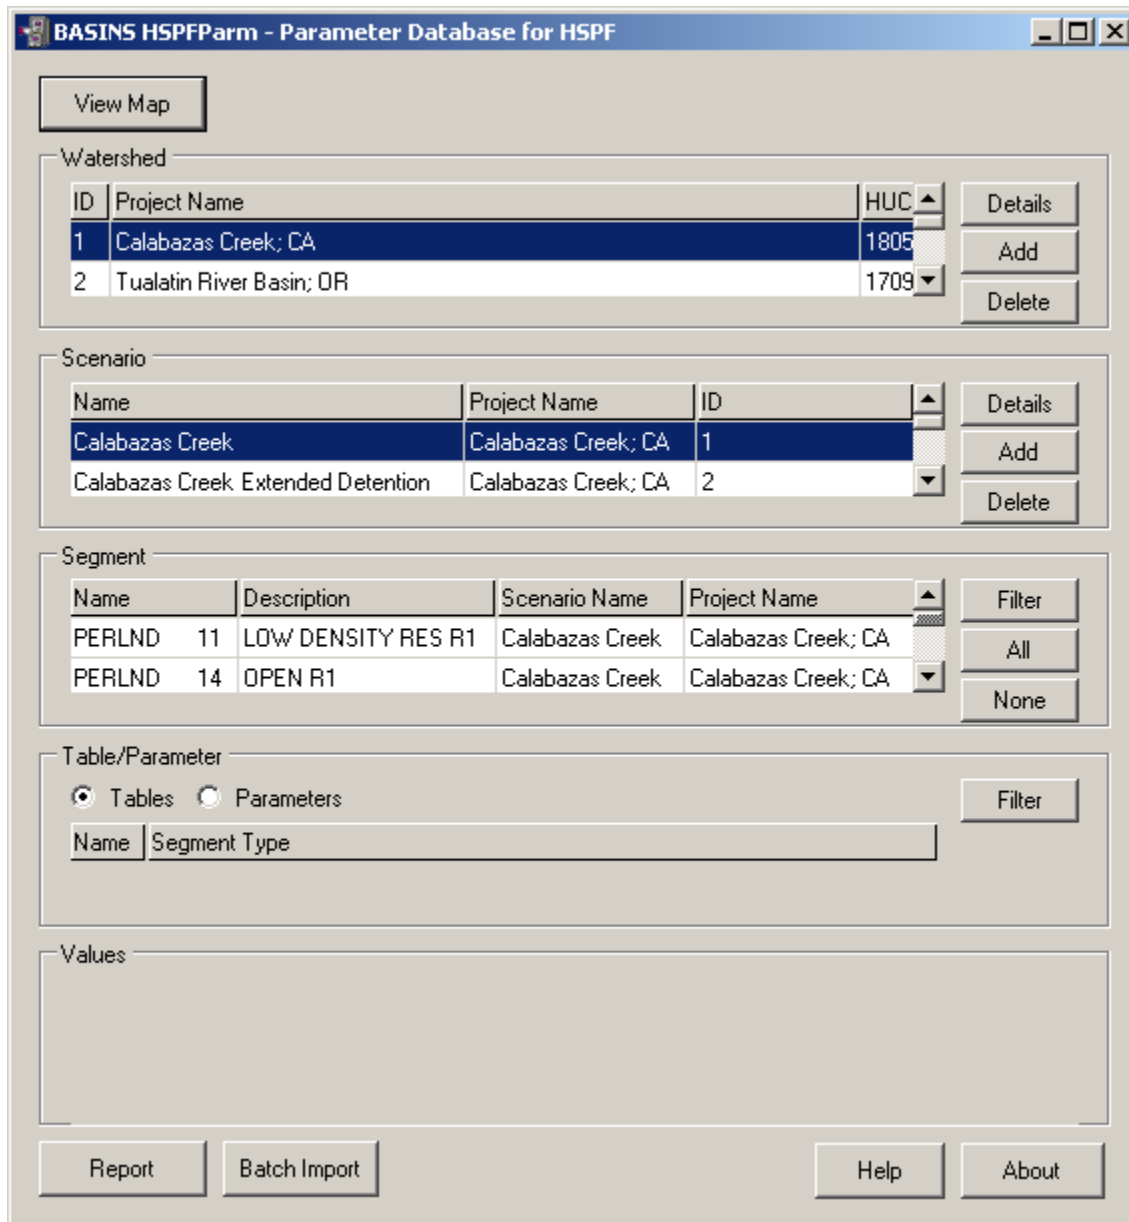 BASINS HSPFParm - Parameter Database for HSPF
View Map
Watershed
ID Project Name HUC
Details
1 Calabazas Creek; CA 1805
Add
2 Tualatin River Basin; OR 1709
Delete
Scenario
Name Project Name ID
Details
Calabazas Creek Calabazas Creek; CA 1
Add
Calabazas Creek Extended Detention Calabazas Creek; CA 2
Delete
Segment
Name Description Scenario Name Project Name
Filter
PERLND 11 LOW DENSITY RES R1 Calabazas Creek Calabazas Creek; CA
All
PERLND 14 OPEN R1 Calabazas Creek Calabazas Creek; CA
None
Table/Parameter
Tables Parameters
Filter
Name Segment Type
Values
Report Batch Import Help About